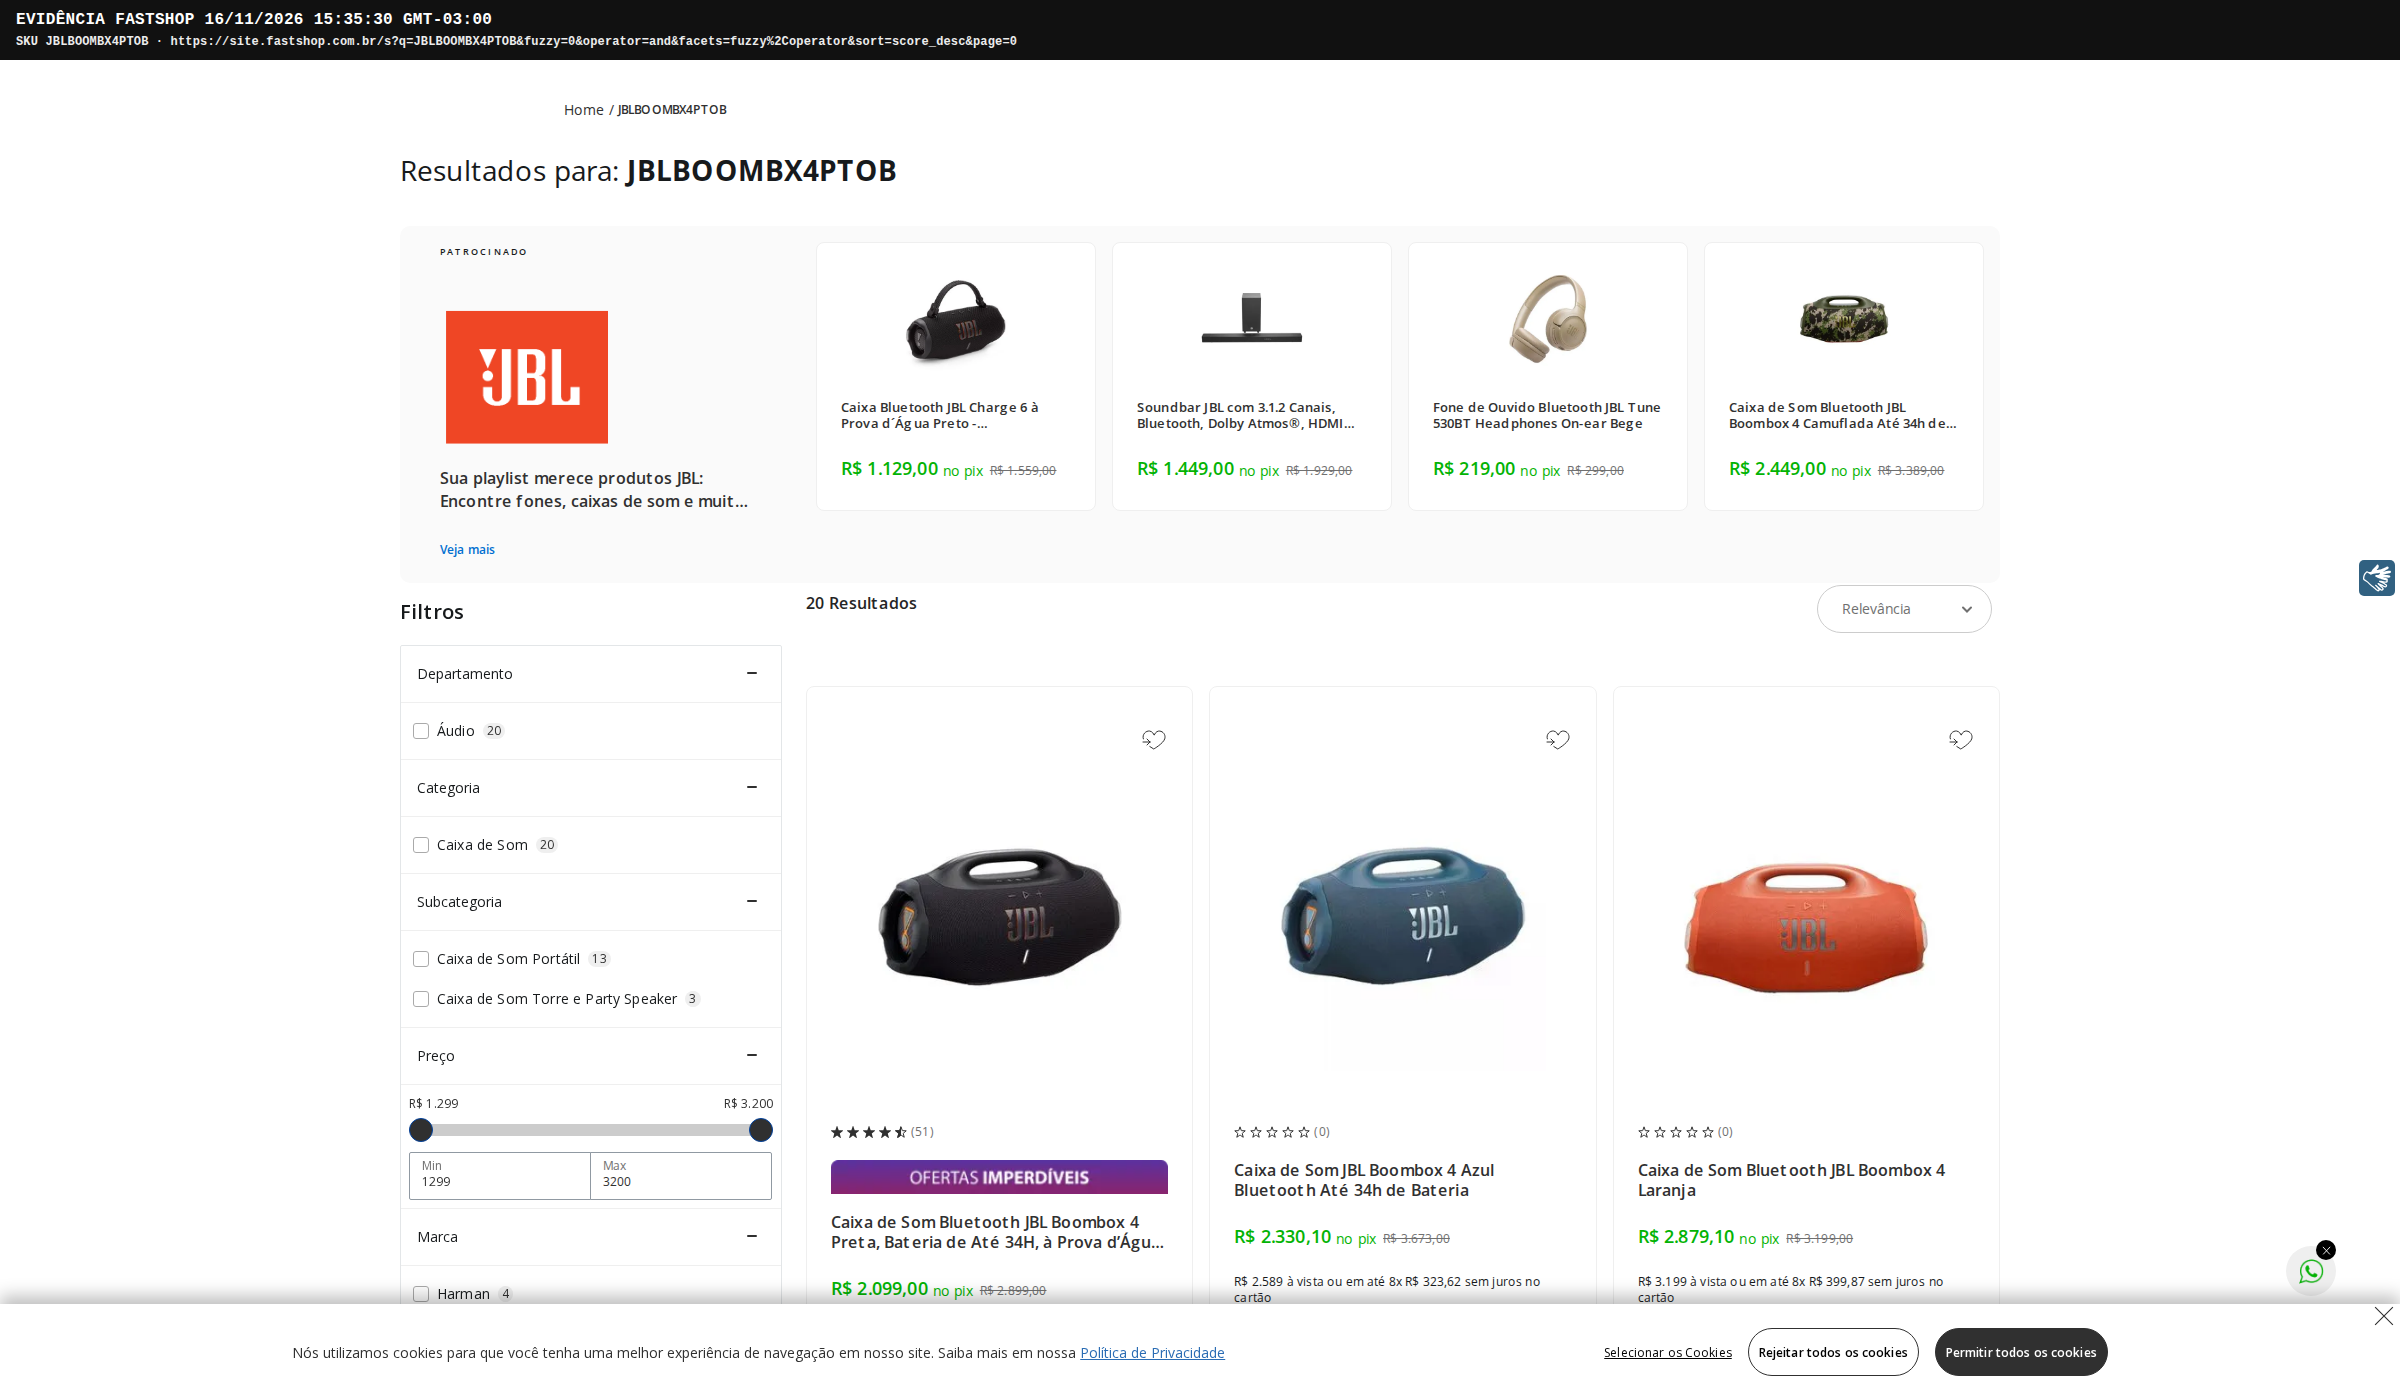 EVIDÊNCIA FASTSHOP 16/11/2026 15:35:30 GMT-03:00
SKU JBLBOOMBX4PTOB · https://site.fastshop.com.br/s?q=JBLBOOMBX4PTOB&fuzzy=0&operator=and&facets=fuzzy%2Coperator&sort=score_desc&page=0
Home / JBLBOOMBX4PTOB
Resultados para: JBLBOOMBX4PTOB
PATROCINADO
JBL
Sua playlist merece produtos JBL:
Encontre fones, caixas de som e muit...
Veja mais
JBL
Caixa Bluetooth JBL Charge 6 à
Prova d´Água Preto -...
R$ 1.129,00 no pix R$ 1.559,00
Soundbar JBL com 3.1.2 Canais,
Bluetooth, Dolby Atmos®, HDMI...
R$ 1.449,00 no pix R$ 1.929,00
Fone de Ouvido Bluetooth JBL Tune
530BT Headphones On-ear Bege
R$ 219,00 no pix R$ 299,00
Caixa de Som Bluetooth JBL
Boombox 4 Camuflada Até 34h de...
R$ 2.449,00 no pix R$ 3.389,00
Filtros
20 Resultados
Relevância
Departamento
Áudio 20
Categoria
Caixa de Som 20
Subcategoria
Caixa de Som Portátil 13
Caixa de Som Torre e Party Speaker 3
Preço
R$ 1.299 R$ 3.200
Min
1299
Max
3200
Marca
Harman 4
JBL
(51)
OFERTAS IMPERDÍVEIS
Caixa de Som Bluetooth JBL Boombox 4
Preta, Bateria de Até 34H, à Prova d’Águ...
R$ 2.099,00 no pix R$ 2.899,00
JBL
(0)
Caixa de Som JBL Boombox 4 Azul
Bluetooth Até 34h de Bateria
R$ 2.330,10 no pix R$ 3.673,00
R$ 2.589 à vista ou em até 8x R$ 323,62 sem juros no
cartão
JBL
(0)
Caixa de Som Bluetooth JBL Boombox 4
Laranja
R$ 2.879,10 no pix R$ 3.199,00
R$ 3.199 à vista ou em até 8x R$ 399,87 sem juros no
cartão
Nós utilizamos cookies para que você tenha uma melhor experiência de navegação em nosso site. Saiba mais em nossa Política de Privacidade
Selecionar os Cookies
Rejeitar todos os cookies
Permitir todos os cookies